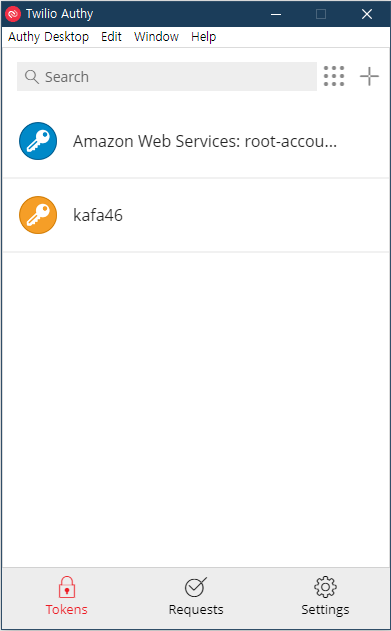 Twilio Authy
Authy Desktop Edit Window Help
Search
Amazon Web Services: root-accou...
kafa46
Tokens Requests Settings